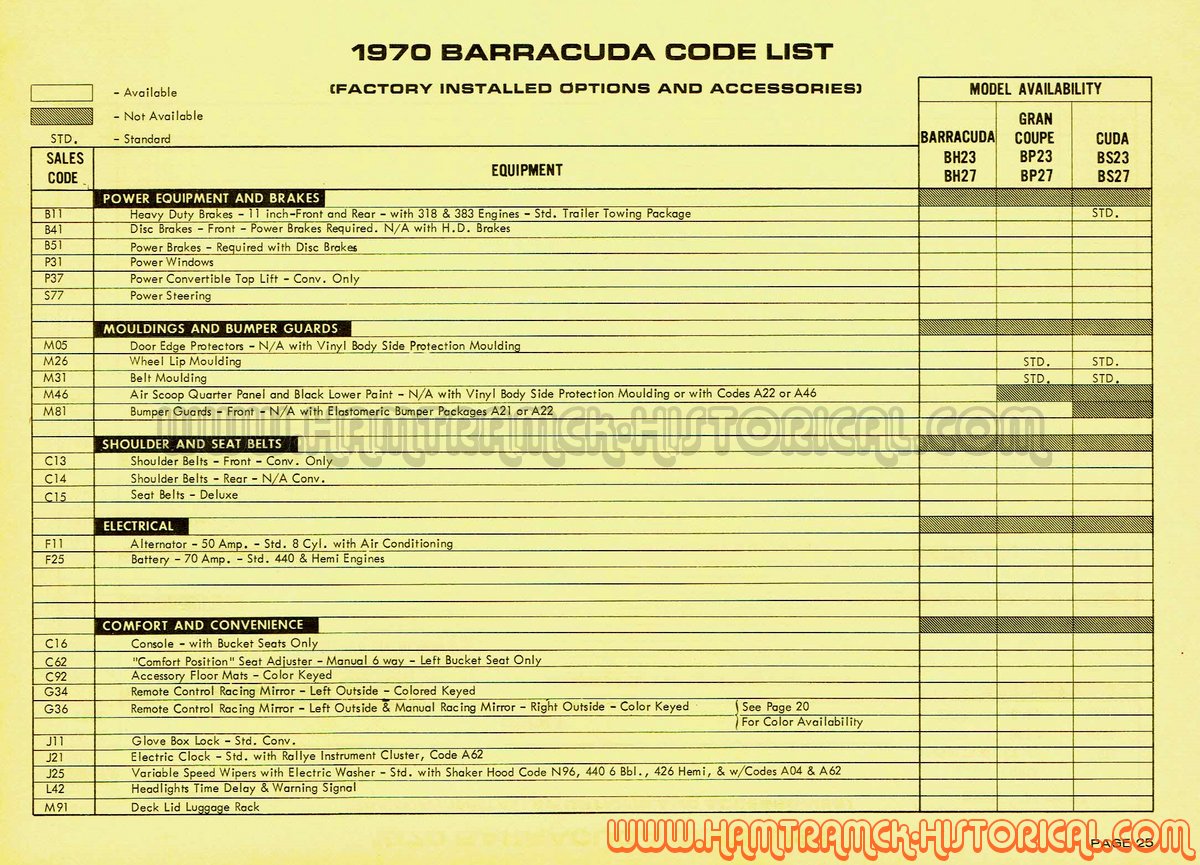 1970 BARRACUDA CODE LIST
(FACTORY INSTALLED OPTIONS AND ACCESSORIES)
- Available
- Not Available
STD. - Standard
MODEL AVAILABILITY
SALES CODE
EQUIPMENT
BARRACUDA BH23 BH27
GRAN COUPE BP23 BP27
CUDA BS23 BS27
POWER EQUIPMENT AND BRAKES
B11 Heavy Duty Brakes - 11 inch-Front and Rear - with 318 & 383 Engines - Std. Trailer Towing Package STD.
B41 Disc Brakes - Front - Power Brakes Required. N/A with H.D. Brakes
B51 Power Brakes - Required with Disc Brakes
P31 Power Windows
P37 Power Convertible Top Lift - Conv. Only
S77 Power Steering
MOULDINGS AND BUMPER GUARDS
M05 Door Edge Protectors - N/A with Vinyl Body Side Protection Moulding
M26 Wheel Lip Moulding STD. STD.
M31 Belt Moulding STD. STD.
M46 Air Scoop Quarter Panel and Black Lower Paint - N/A with Vinyl Body Side Protection Moulding or with Codes A22 or A46
M81 Bumper Guards - Front - N/A with Elastomeric Bumper Packages A21 or A22
www.Hamtramck-Historical.com
SHOULDER AND SEAT BELTS
C13 Shoulder Belts - Front - Conv. Only
C14 Shoulder Belts - Rear - N/A Conv.
C15 Seat Belts - Deluxe
ELECTRICAL
F11 Alternator - 50 Amp. - Std. 8 Cyl. with Air Conditioning
F25 Battery - 70 Amp. - Std. 440 & Hemi Engines
COMFORT AND CONVENIENCE
C16 Console - with Bucket Seats Only
C62 "Comfort Position" Seat Adjuster - Manual 6 way - Left Bucket Seat Only
C92 Accessory Floor Mats - Color Keyed
G34 Remote Control Racing Mirror - Left Outside - Colored Keyed
G36 Remote Control Racing Mirror - Left Outside & Manual Racing Mirror - Right Outside - Color Keyed (See Page 20
(For Color Availability
J11 Glove Box Lock - Std. Conv.
J21 Electric Clock - Std. with Rallye Instrument Cluster, Code A62
J25 Variable Speed Wipers with Electric Washer - Std. with Shaker Hood Code N96, 440 6 Bbl., 426 Hemi, & w/Codes A04 & A62
L42 Headlights Time Delay & Warning Signal
M91 Deck Lid Luggage Rack
www.Hamtramck-Historical.com
PAGE 25